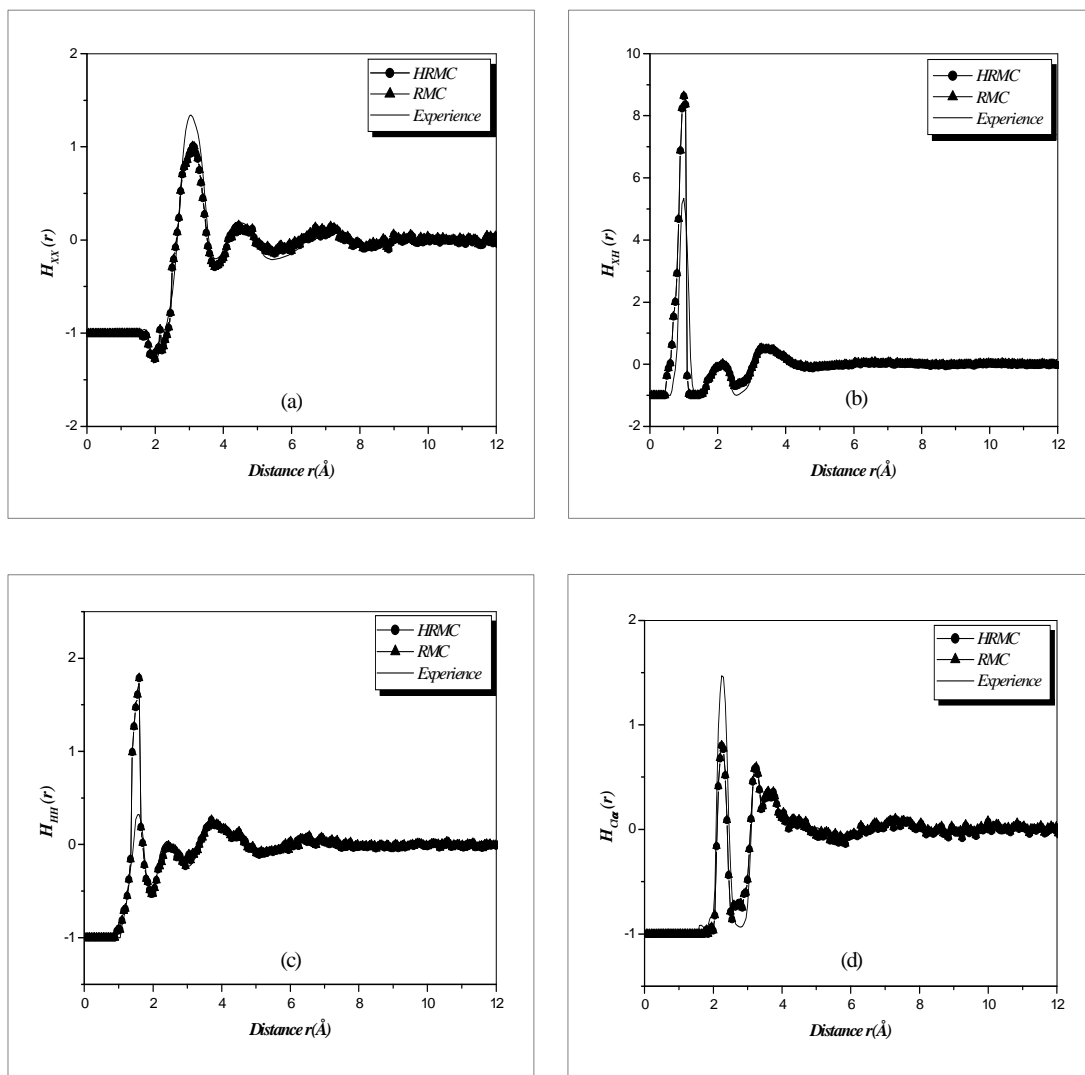 2
1
0
-1
-2
0 2 4 6 8 10 12
H_XX (r)
Distance r(Å)
HRMC
RMC
Experience
(a)
10
8
6
4
2
0
-2
0 2 4 6 8 10 12
H_XH (r)
Distance r(Å)
HRMC
RMC
Experience
(b)
2
1
0
-1
0 2 4 6 8 10 12
H_HH (r)
Distance r(Å)
HRMC
RMC
Experience
(c)
2
1
0
-1
0 2 4 6 8 10 12
H_Clα(r)
Distance r(Å)
HRMC
RMC
Experience
(d)